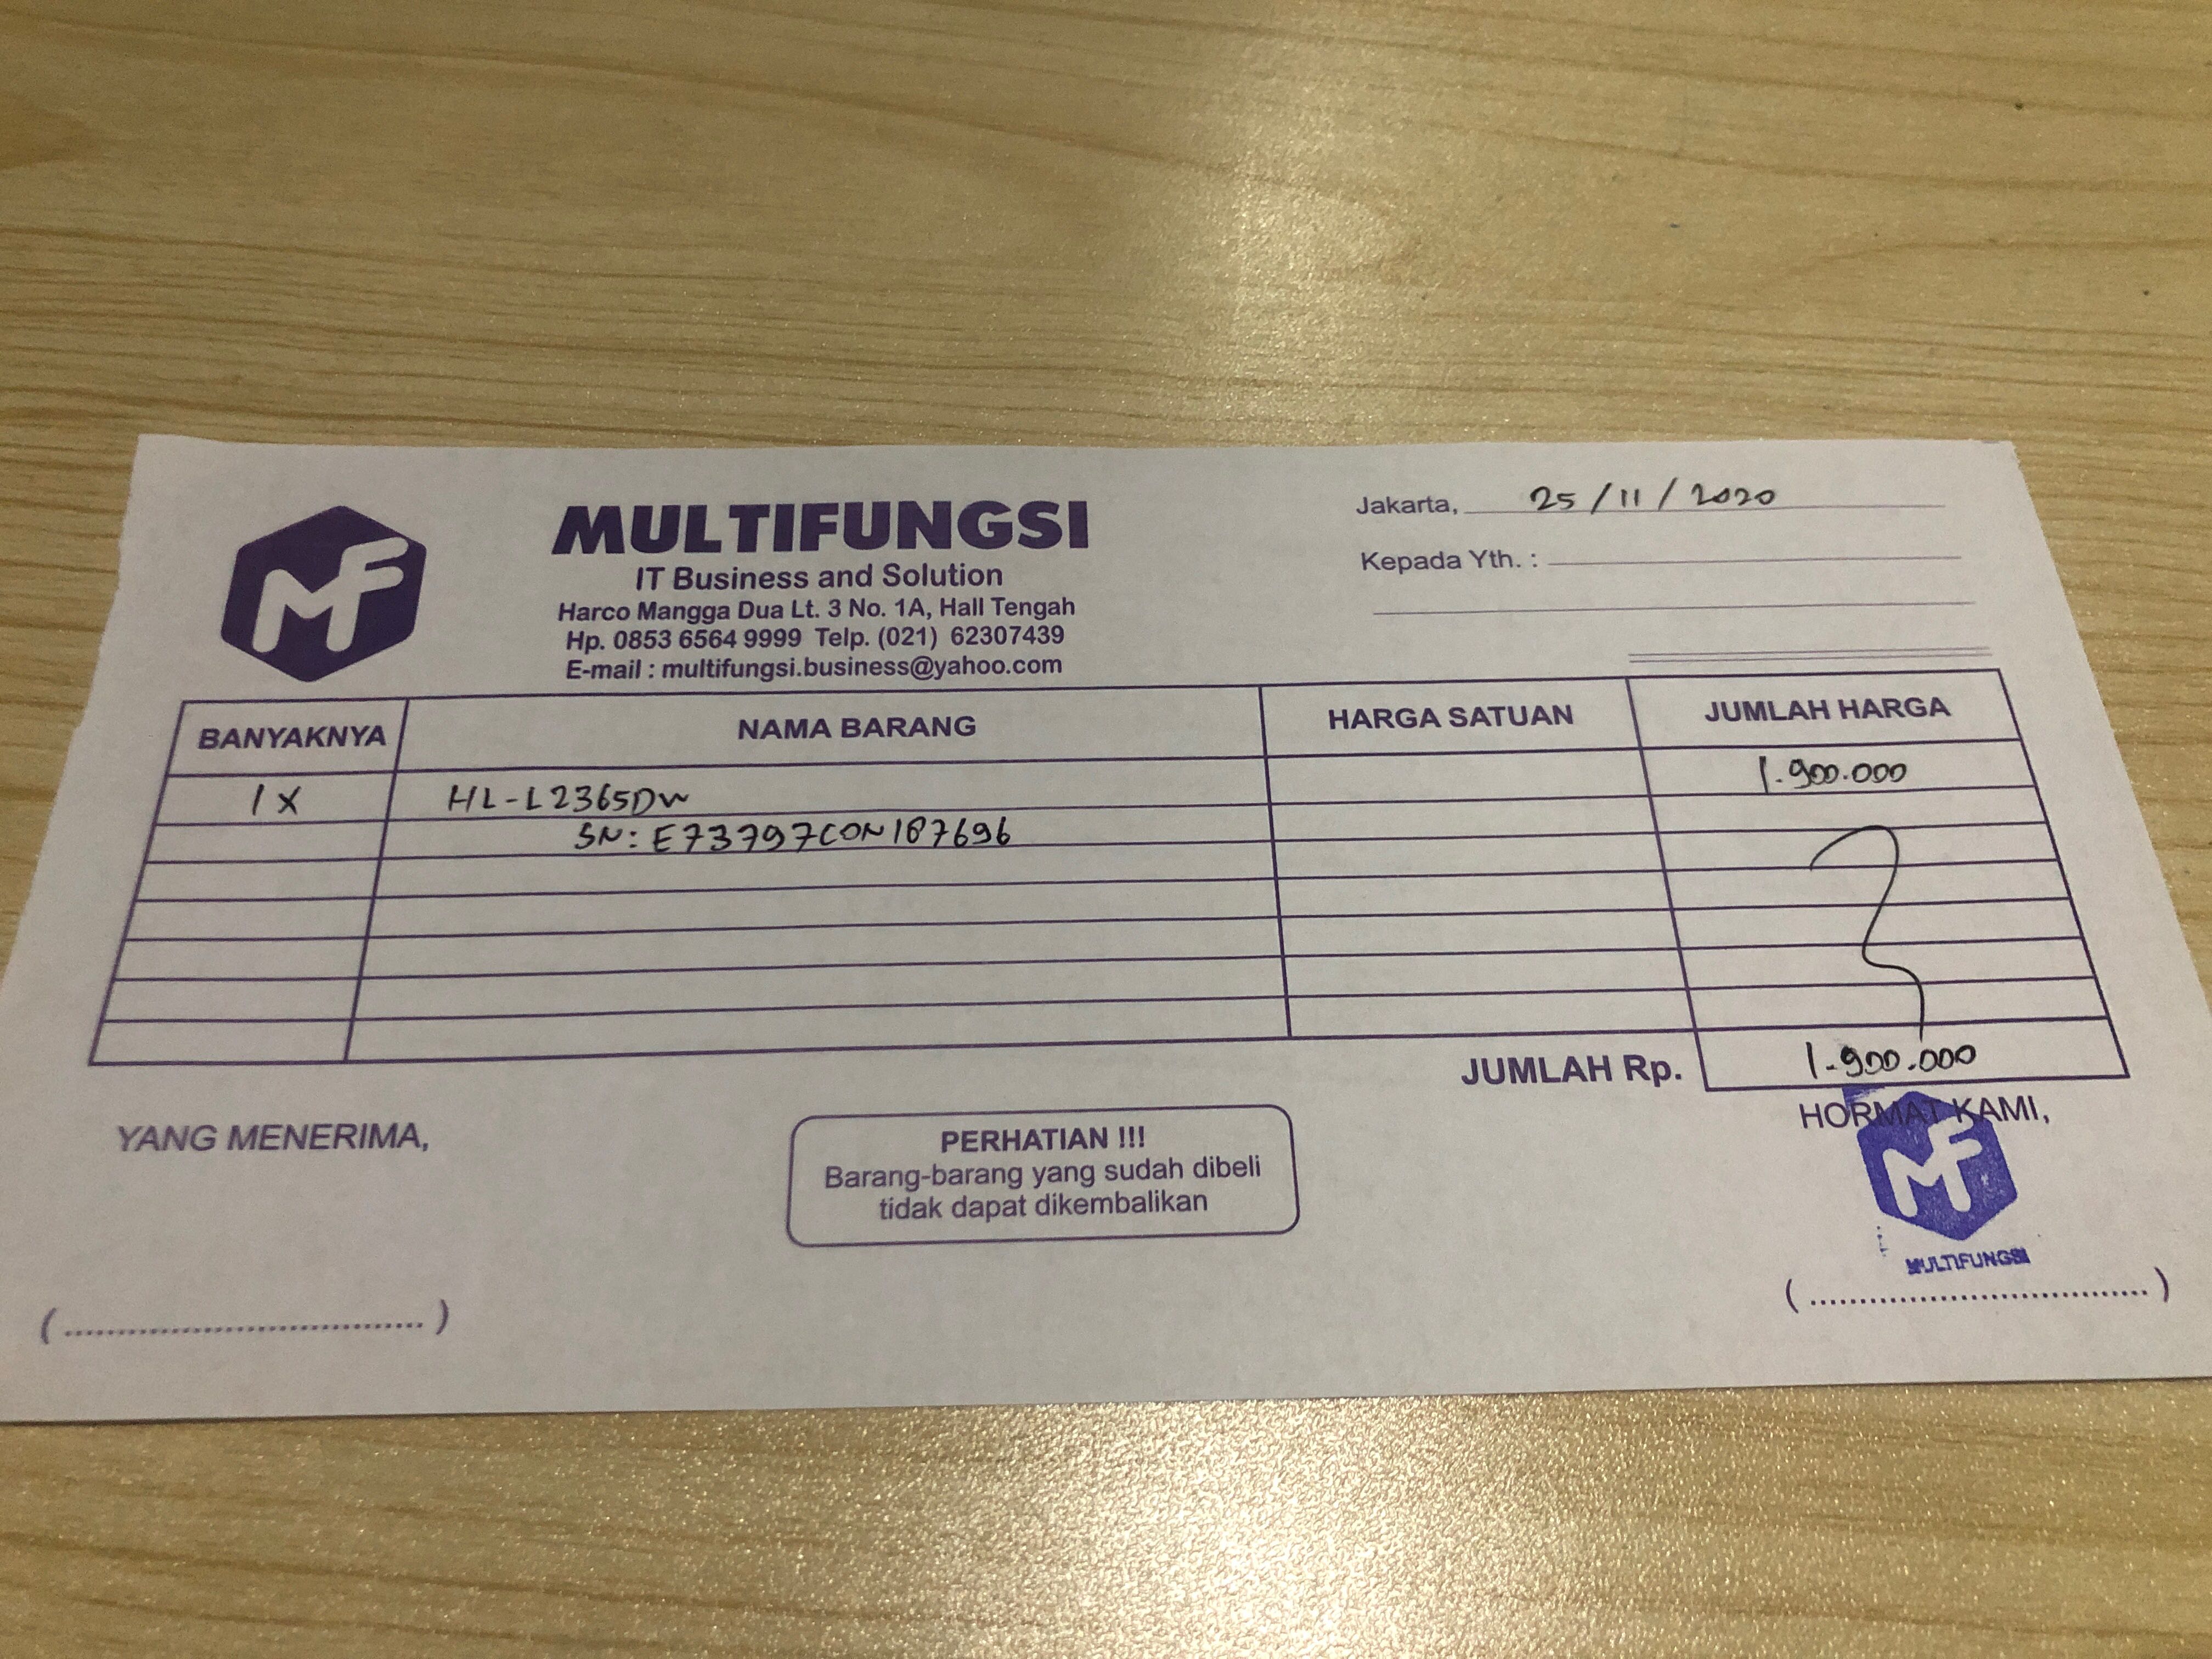 MF
MULTIFUNGSI
IT Business and Solution
Harco Mangga Dua Lt. 3 No. 1A, Hall Tengah
Hp. 0853 6564 9999 Telp. (021) 62307439
E-mail : multifungsi.business@yahoo.com
Jakarta, 25/11/2020
Kepada Yth. :
BANYAKNYA NAMA BARANG HARGA SATUAN JUMLAH HARGA
1 X HL-L2365DW 1.900.000
SN: E73797C0N187696
JUMLAH Rp. 1.900.000
YANG MENERIMA,
PERHATIAN !!!
Barang-barang yang sudah dibeli
tidak dapat dikembalikan
HORMAT KAMI,
MF
MULTIFUNGSI
(....................................)
(....................................)